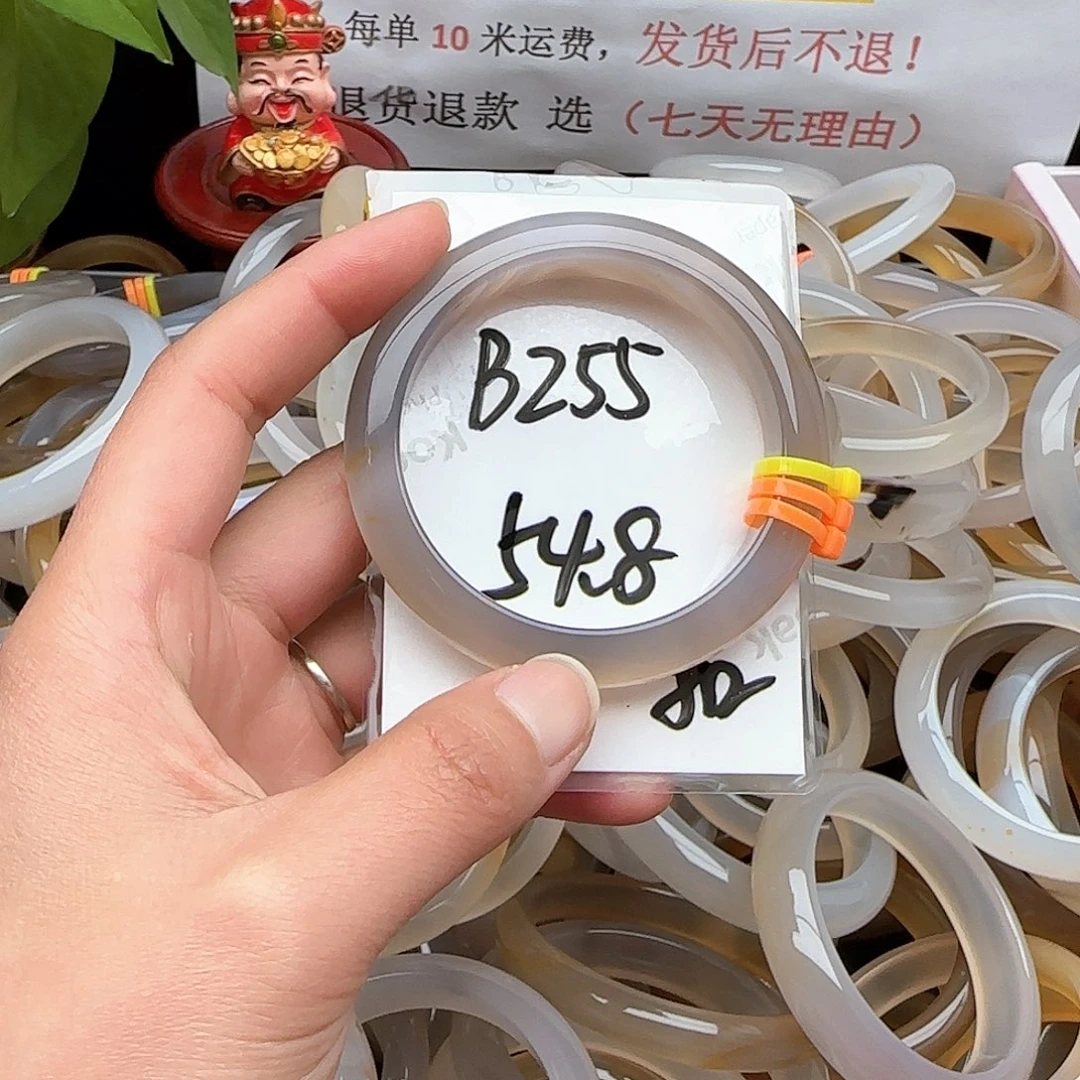 每单 10 米运费，发货后不退！
退货退款 选（七天无理由）
B255
54.8